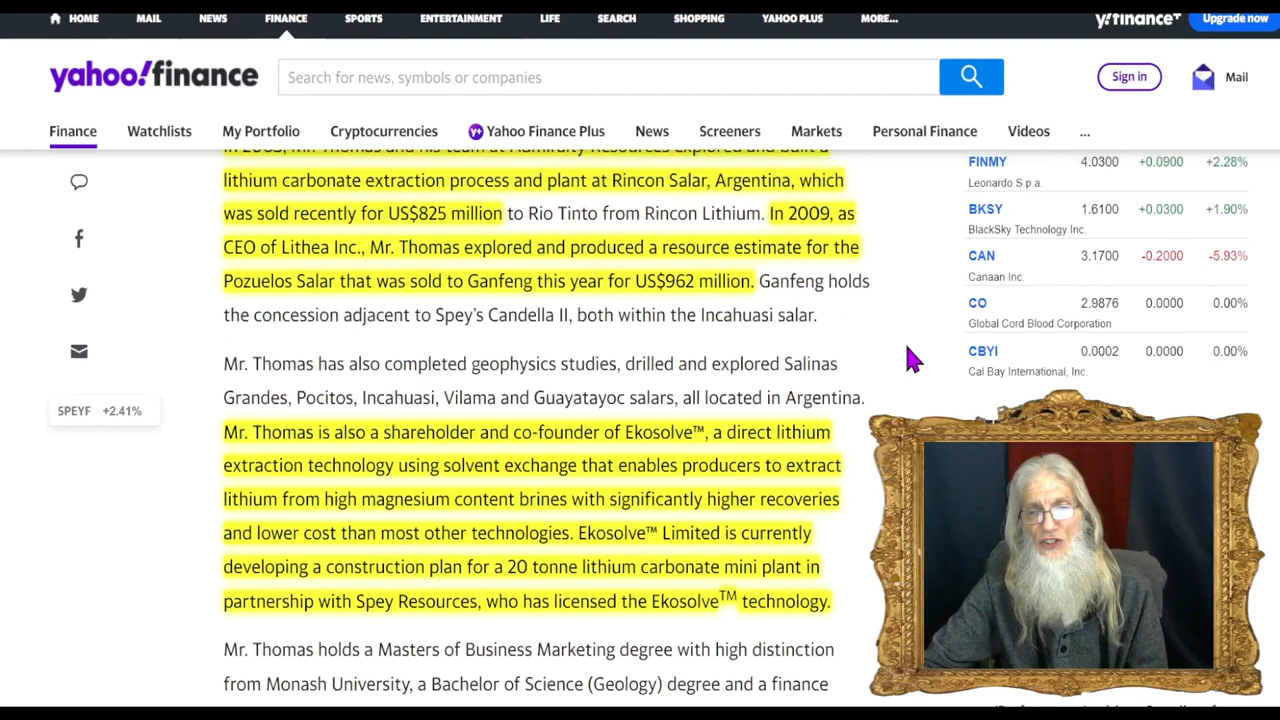 HOME MAIL NEWS FINANCE SPORTS ENTERTAINMENT LIFE SEARCH SHOPPING YAHOO PLUS MORE... y!finance+ Upgrade now
yahoo!finance Search for news, symbols or companies Sign in Mail
Finance Watchlists My Portfolio Cryptocurrencies Y+ Yahoo Finance Plus News Screeners Markets Personal Finance Videos ...
lithium carbonate extraction process and plant at Rincon Salar, Argentina, which
was sold recently for US$825 million to Rio Tinto from Rincon Lithium. In 2009, as
CEO of Lithea Inc., Mr. Thomas explored and produced a resource estimate for the
Pozuelos Salar that was sold to Ganfeng this year for US$962 million. Ganfeng holds
the concession adjacent to Spey’s Candella II, both within the Incahuasi salar.
Mr. Thomas has also completed geophysics studies, drilled and explored Salinas
Grandes, Pocitos, Incahuasi, Vilama and Guayatayoc salars, all located in Argentina.
Mr. Thomas is also a shareholder and co-founder of Ekosolve™, a direct lithium
extraction technology using solvent exchange that enables producers to extract
lithium from high magnesium content brines with significantly higher recoveries
and lower cost than most other technologies. Ekosolve™ Limited is currently
developing a construction plan for a 20 tonne lithium carbonate mini plant in
partnership with Spey Resources, who has licensed the Ekosolve™ technology.
Mr. Thomas holds a Masters of Business Marketing degree with high distinction
from Monash University, a Bachelor of Science (Geology) degree and a finance
SPEYF +2.41%
FINMY 4.0300 +0.0900 +2.28%
Leonardo S.p.a.
BKSY 1.6100 +0.0300 +1.90%
BlackSky Technology Inc.
CAN 3.1700 -0.2000 -5.93%
Canaan Inc.
CO 2.9876 0.0000 0.00%
Global Cord Blood Corporation
CBYI 0.0002 0.0000 0.00%
Cal Bay International, Inc.